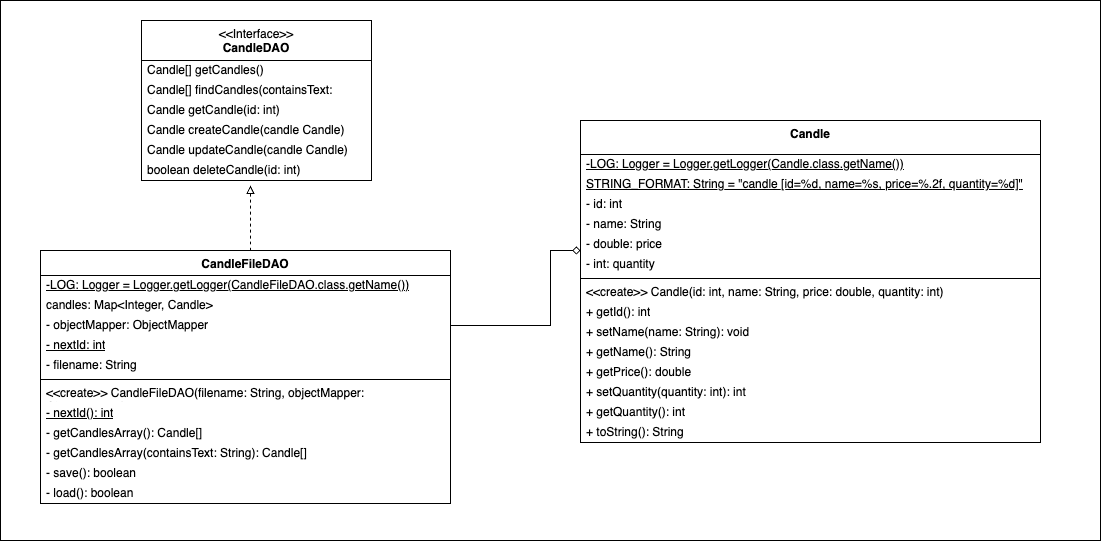 <<Interface>>
CandleDAO
Candle[] getCandles()
Candle[] findCandles(containsText:
Candle getCandle(id: int)
Candle createCandle(candle Candle)
Candle updateCandle(candle Candle)
boolean deleteCandle(id: int)
CandleFileDAO
-LOG: Logger = Logger.getLogger(CandleFileDAO.class.getName())
candles: Map<Integer, Candle>
- objectMapper: ObjectMapper
- nextId: int
- filename: String
<<create>> CandleFileDAO(filename: String, objectMapper:
- nextId(): int
- getCandlesArray(): Candle[]
- getCandlesArray(containsText: String): Candle[]
- save(): boolean
- load(): boolean
Candle
-LOG: Logger = Logger.getLogger(Candle.class.getName())
STRING_FORMAT: String = "candle [id=%d, name=%s, price=%.2f, quantity=%d]"
- id: int
- name: String
- double: price
- int: quantity
<<create>> Candle(id: int, name: String, price: double, quantity: int)
+ getId(): int
+ setName(name: String): void
+ getName(): String
+ getPrice(): double
+ setQuantity(quantity: int): int
+ getQuantity(): int
+ toString(): String